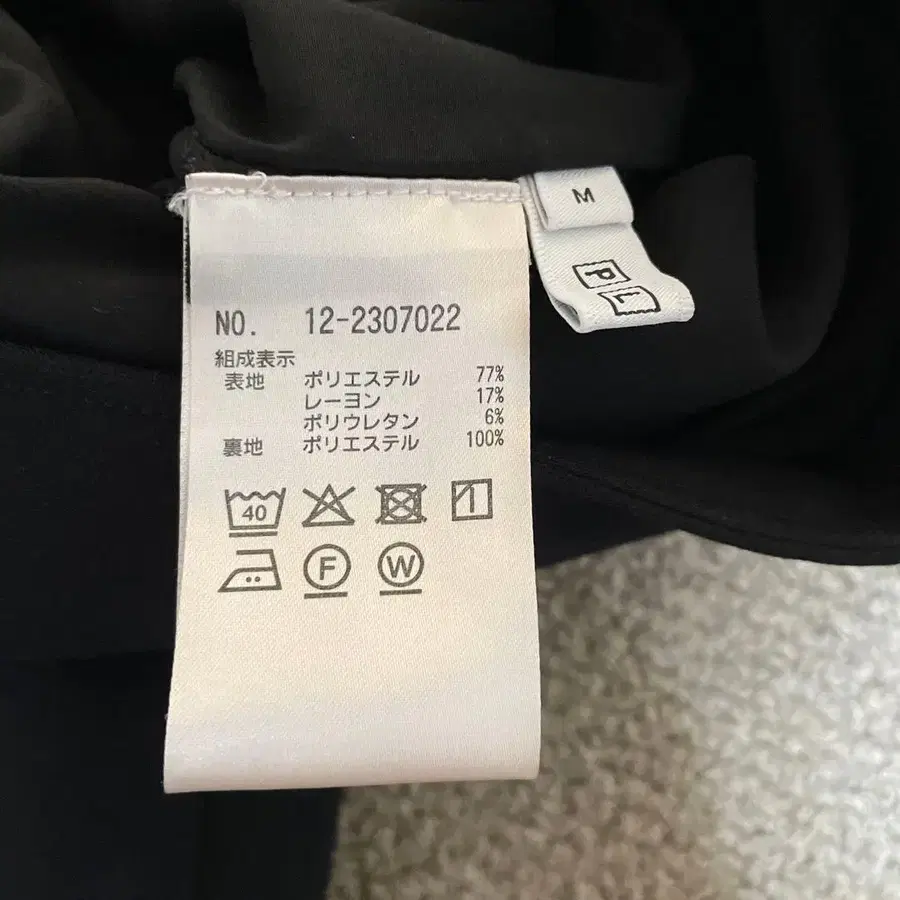 M
PL
NO. 12-2307022
組成表示
表地 ポリエステル 77%
レーヨン 17%
ポリウレタン 6%
裏地 ポリエステル 100%
40
F W